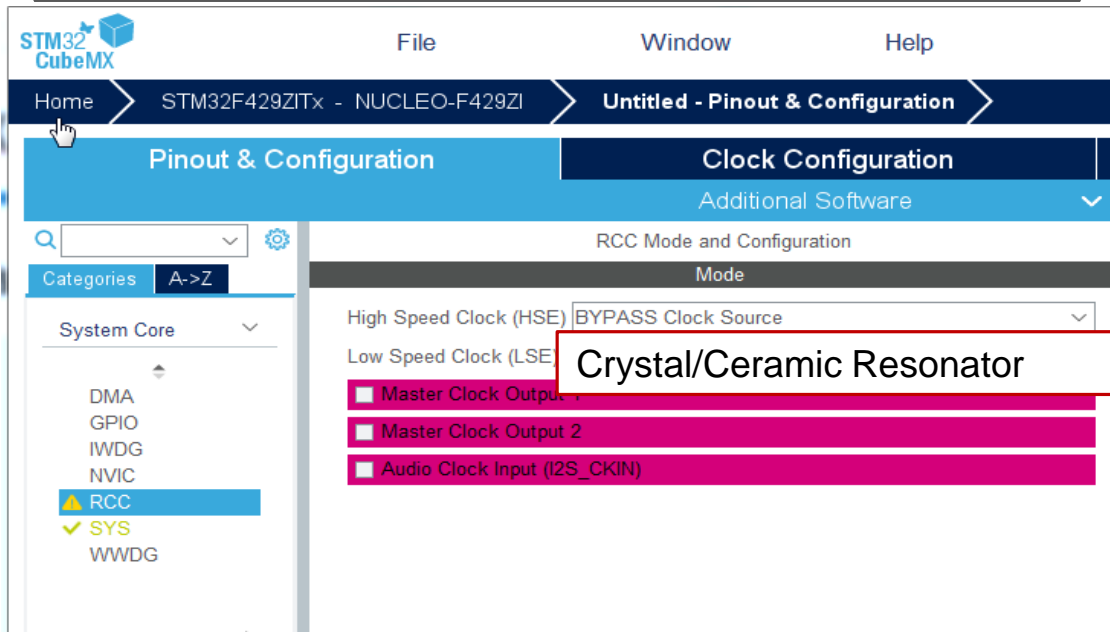 STM32
CubeMX
File Window Help
Home STM32F429ZITx - NUCLEO-F429ZI Untitled - Pinout & Configuration
Pinout & Configuration Clock Configuration
Additional Software
RCC Mode and Configuration
Categories A->Z
Mode
System Core
High Speed Clock (HSE) BYPASS Clock Source
Low Speed Clock (LSE) Crystal/Ceramic Resonator
DMA
GPIO
IWDG
NVIC
RCC
SYS
WWDG
Master Clock Output 1
Master Clock Output 2
Audio Clock Input (I2S_CKIN)